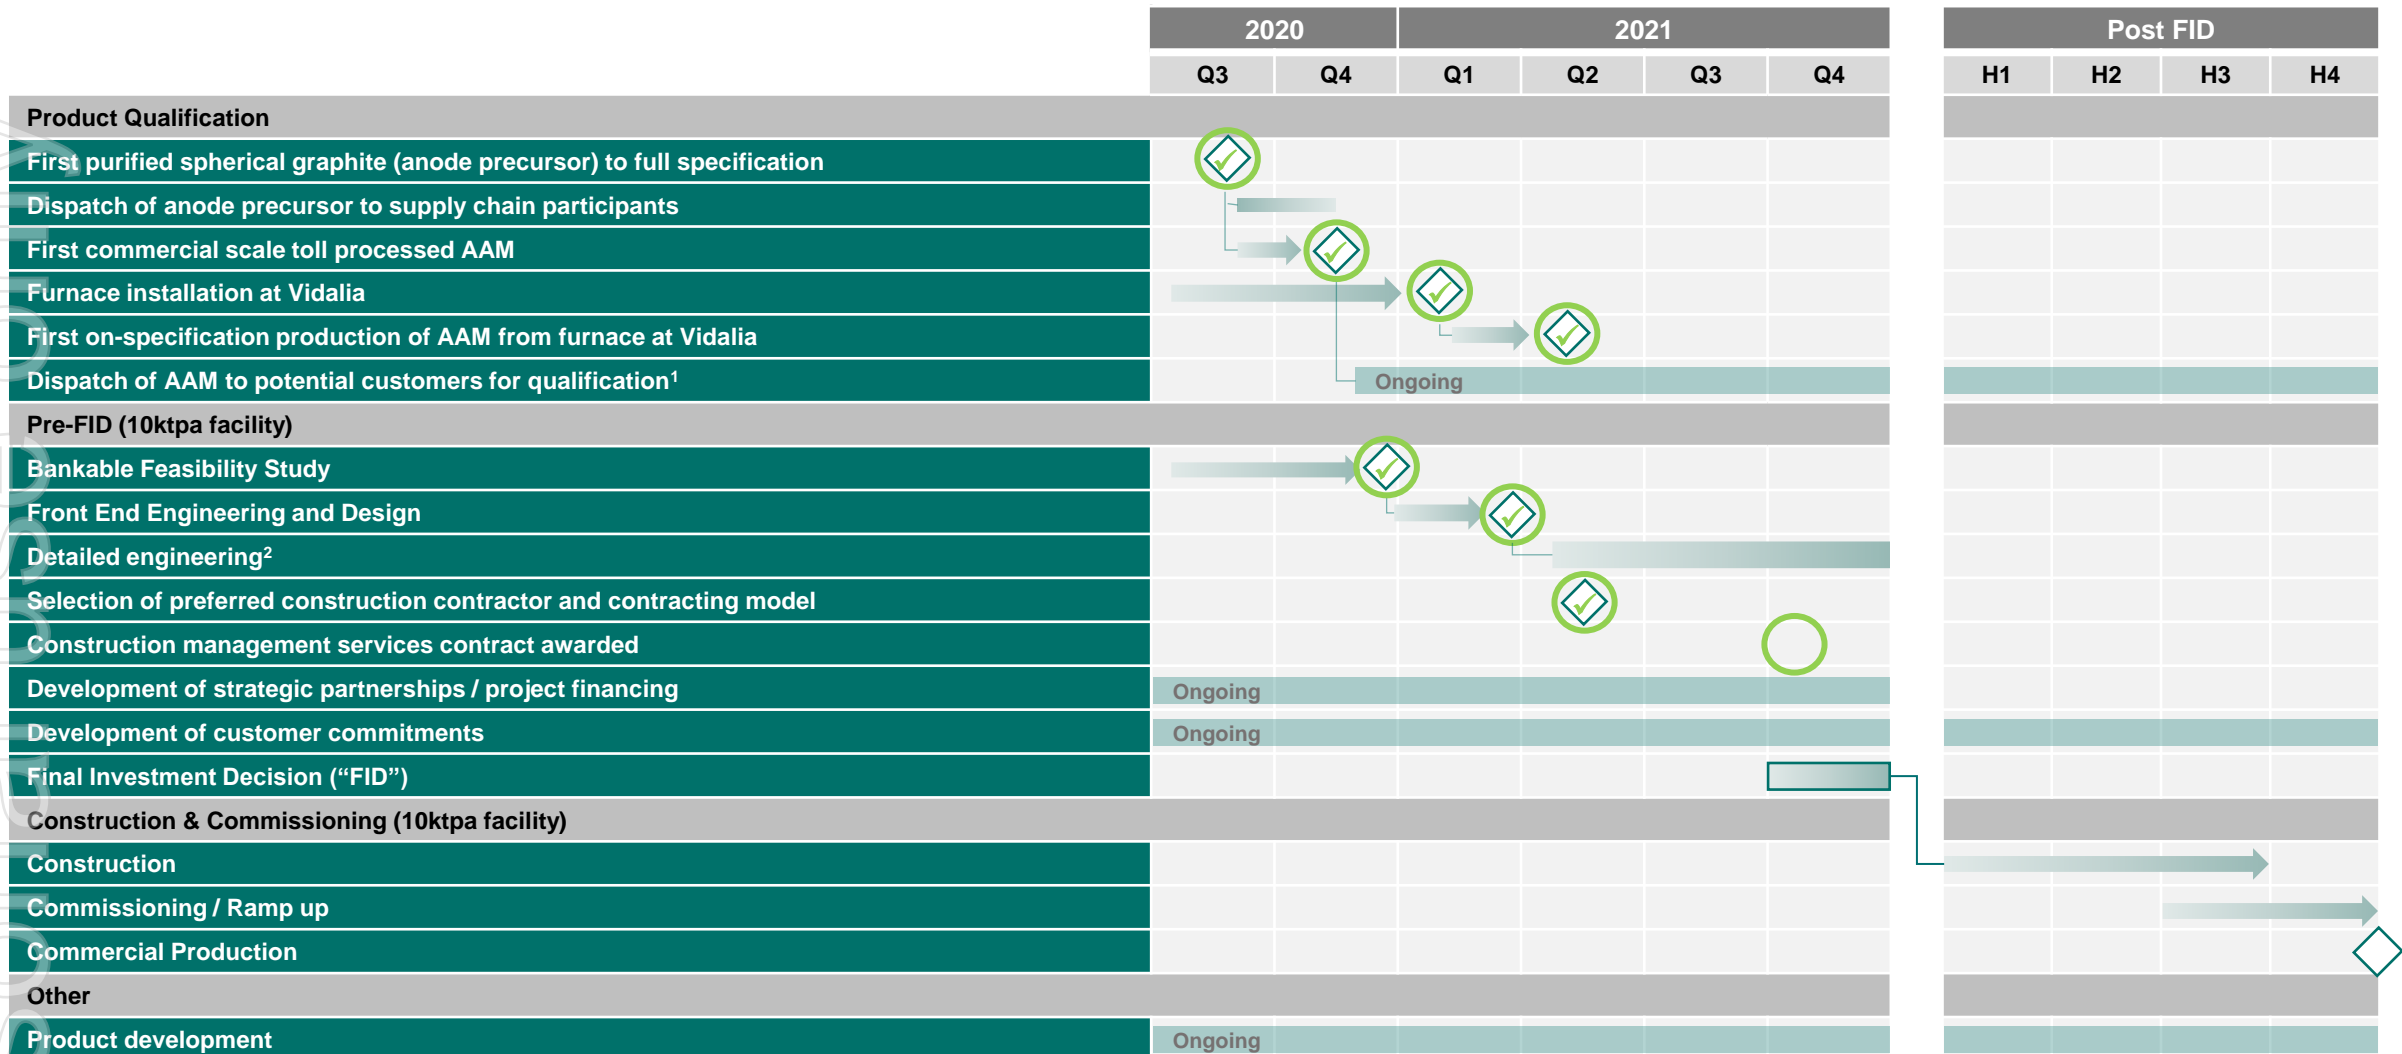 2020 2021 Post FID
Q3 Q4 Q1 Q2 Q3 Q4 H1 H2 H3 H4
Product Qualification
First purified spherical graphite (anode precursor) to full specification
Dispatch of anode precursor to supply chain participants
First commercial scale toll processed AAM
Furnace installation at Vidalia
First on-specification production of AAM from furnace at Vidalia
Dispatch of AAM to potential customers for qualification¹ Ongoing
Pre-FID (10ktpa facility)
Bankable Feasibility Study
Front End Engineering and Design
Detailed engineering²
Selection of preferred construction contractor and contracting model
Construction management services contract awarded
Development of strategic partnerships / project financing Ongoing
Development of customer commitments Ongoing
Final Investment Decision (“FID”)
Construction & Commissioning (10ktpa facility)
Construction
Commissioning / Ramp up
Commercial Production
Other
Product development Ongoing